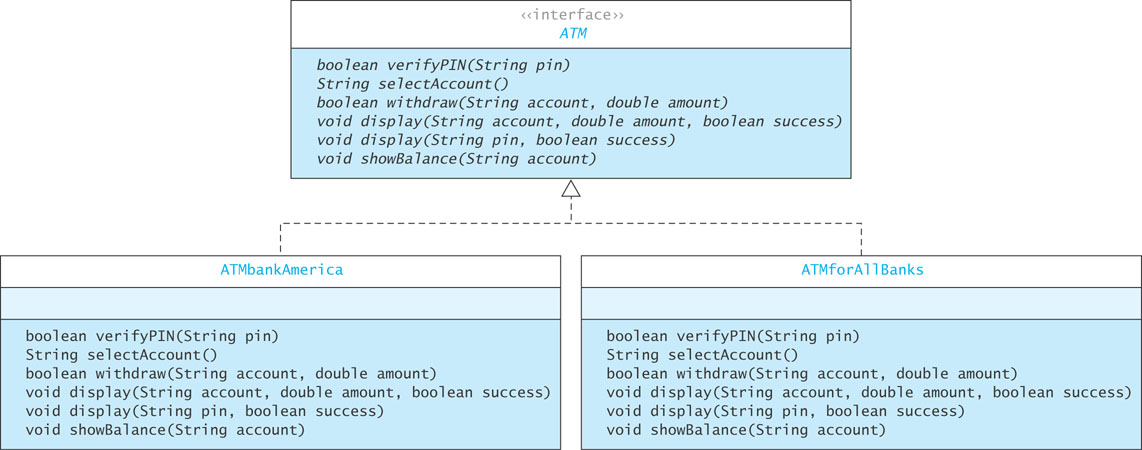 ‹‹interface››
ATM
boolean verifyPIN(String pin)
String selectAccount()
boolean withdraw(String account, double amount)
void display(String account, double amount, boolean success)
void display(String pin, boolean success)
void showBalance(String account)
ATMbankAmerica
boolean verifyPIN(String pin)
String selectAccount()
boolean withdraw(String account, double amount)
void display(String account, double amount, boolean success)
void display(String pin, boolean success)
void showBalance(String account)
ATMforAllBanks
boolean verifyPIN(String pin)
String selectAccount()
boolean withdraw(String account, double amount)
void display(String account, double amount, boolean success)
void display(String pin, boolean success)
void showBalance(String account)